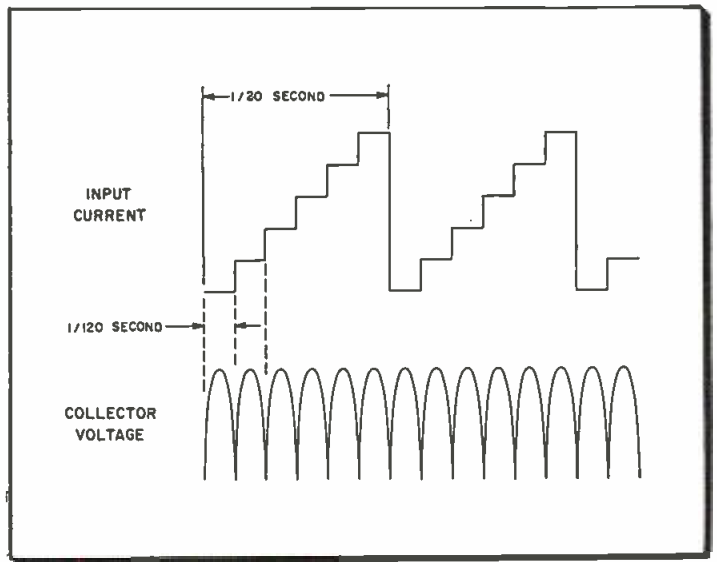 1/20 SECOND
INPUT
CURRENT
1/120 SECOND
COLLECTOR
VOLTAGE